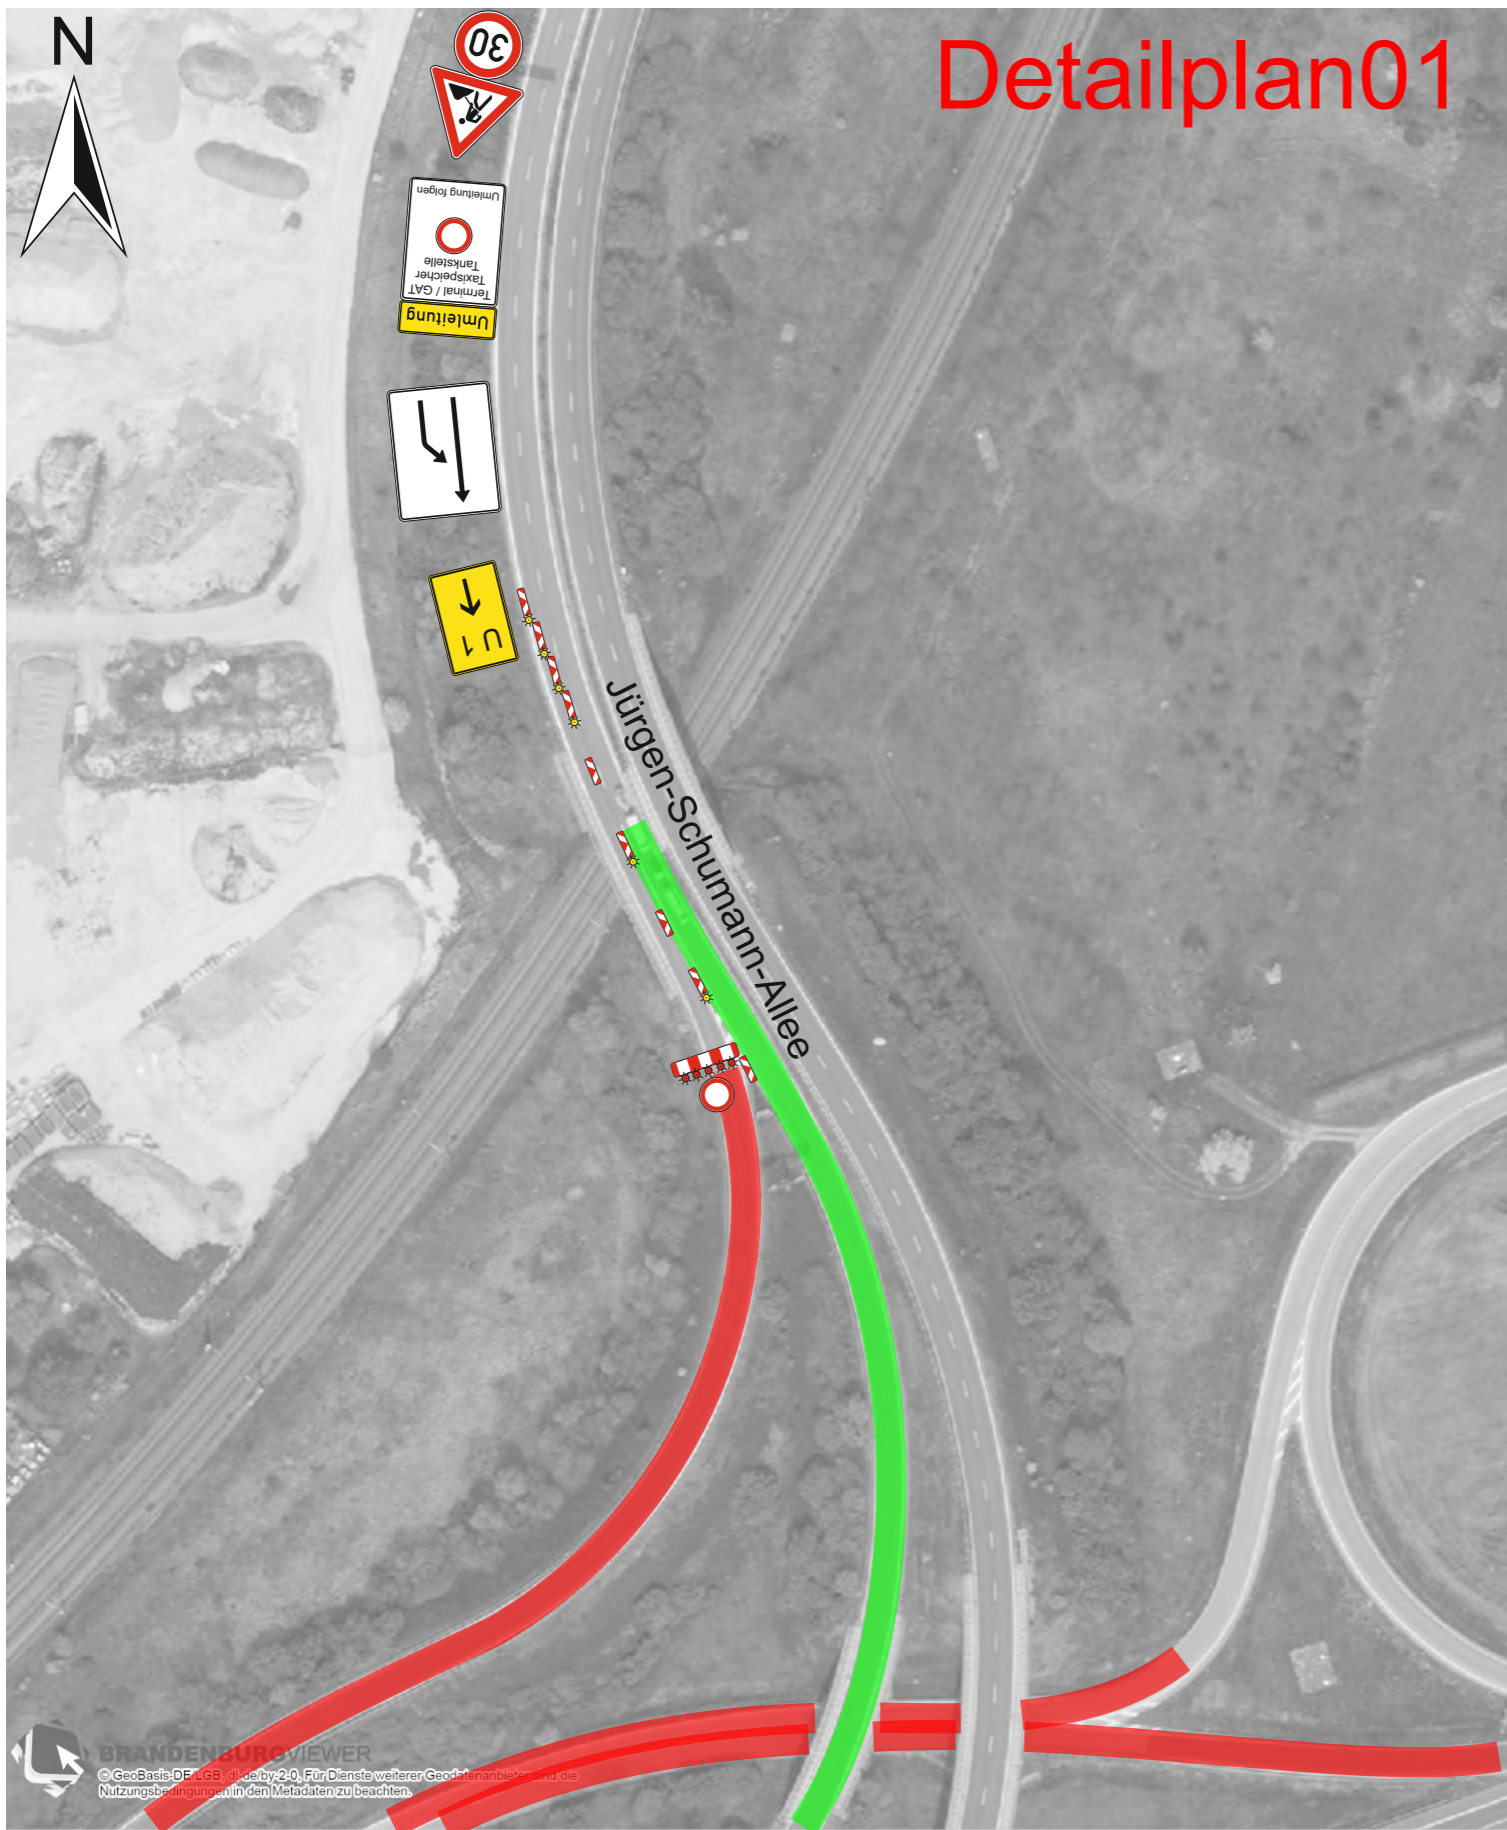 N
Detailplan01
30
Umleitung
Terminal / GAT
Taxispeicher
Tankstelle
Umleitung folgen
U 1
Jürgen-Schumann-Allee
BRANDENBURGVIEWER
© GeoBasis-DE/LGB, dl-de/by-2-0, Für Dienste weiterer Geodatenanbieter sind die
Nutzungsbedingungen in den Metadaten zu beachten.